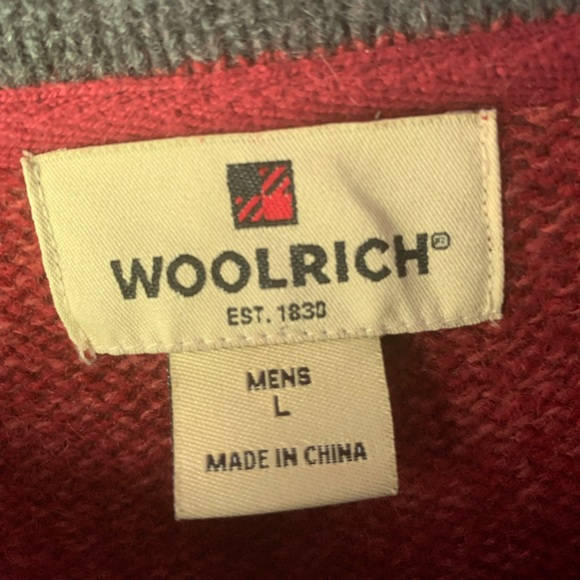 WOOLRICH®
EST. 1830
MENS
L
MADE IN CHINA